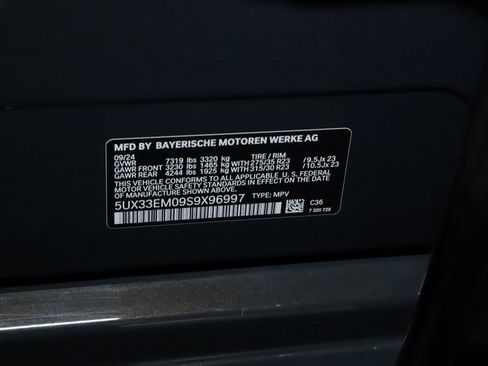 MFD BY BAYERISCHE MOTOREN WERKE AG
09/24
GVWR 7319 lbs 3320 kg TIRE / RIM
GAWR FRONT 3230 lbs 1465 kg WITH 275/35 R23 / 9.5Jx 23
GAWR REAR 4244 lbs 1925 kg WITH 315/30 R23 / 10.5Jx 23
THIS VEHICLE CONFORMS TO ALL APPLICABLE U. S. FEDERAL
MOTOR VEHICLE SAFETY STANDARDS IN EFFECT ON THE DATE
OF MANUFACTURE SHOWN ABOVE.
5UX33EM09S9X96997 TYPE: MPV
C36
7 320 729